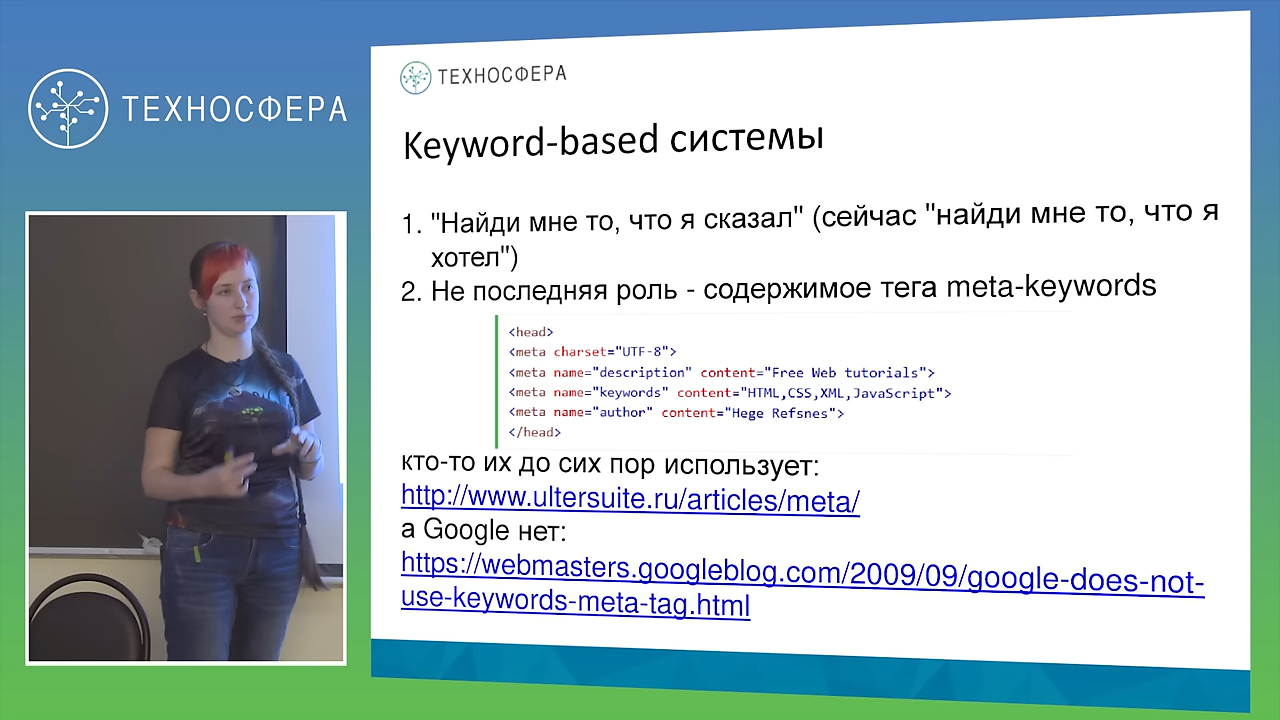 ТЕХНОСФЕРА
ТЕХНОСФЕРА
Keyword-based системы
1. "Найди мне то, что я сказал" (сейчас "найди мне то, что я
хотел")
2. Не последняя роль - содержимое тега meta-keywords
<head>
<meta charset="UTF-8">
<meta name="description" content="Free Web tutorials">
<meta name="keywords" content="HTML,CSS,XML,JavaScript">
<meta name="author" content="Hege Refsnes">
</head>
кто-то их до сих пор использует:
http://www.ultersuite.ru/articles/meta/
а Google нет:
https://webmasters.googleblog.com/2009/09/google-does-not-
use-keywords-meta-tag.html